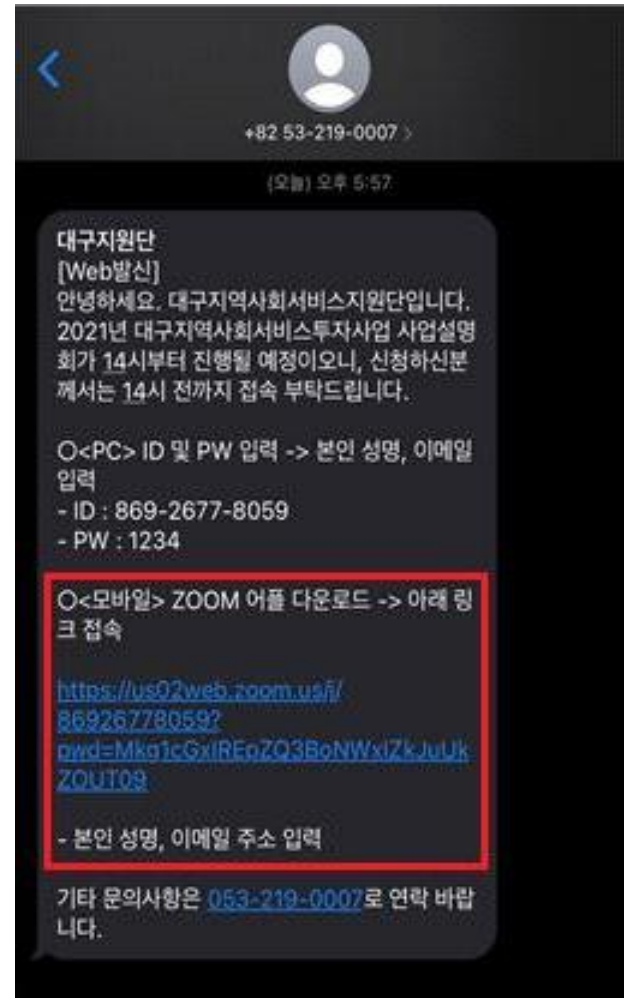 +82 53-219-0007 >
(오늘) 오후 5:57
대구지원단
[Web발신]
안녕하세요. 대구지역사회서비스지원단입니다.
2021년 대구지역사회서비스투자사업 사업설명
회가 14시부터 진행될 예정이오니, 신청하신분
께서는 14시 전까지 접속 부탁드립니다.
○<PC> ID 및 PW 입력 -> 본인 성명, 이메일
입력
- ID : 869-2677-8059
- PW : 1234
○<모바일> ZOOM 어플 다운로드 -> 아래 링
크 접속
https://us02web.zoom.us/j/
86926778059?
- 본인 성명, 이메일 주소 입력
기타 문의사항은 053-219-0007로 연락 바랍
니다.